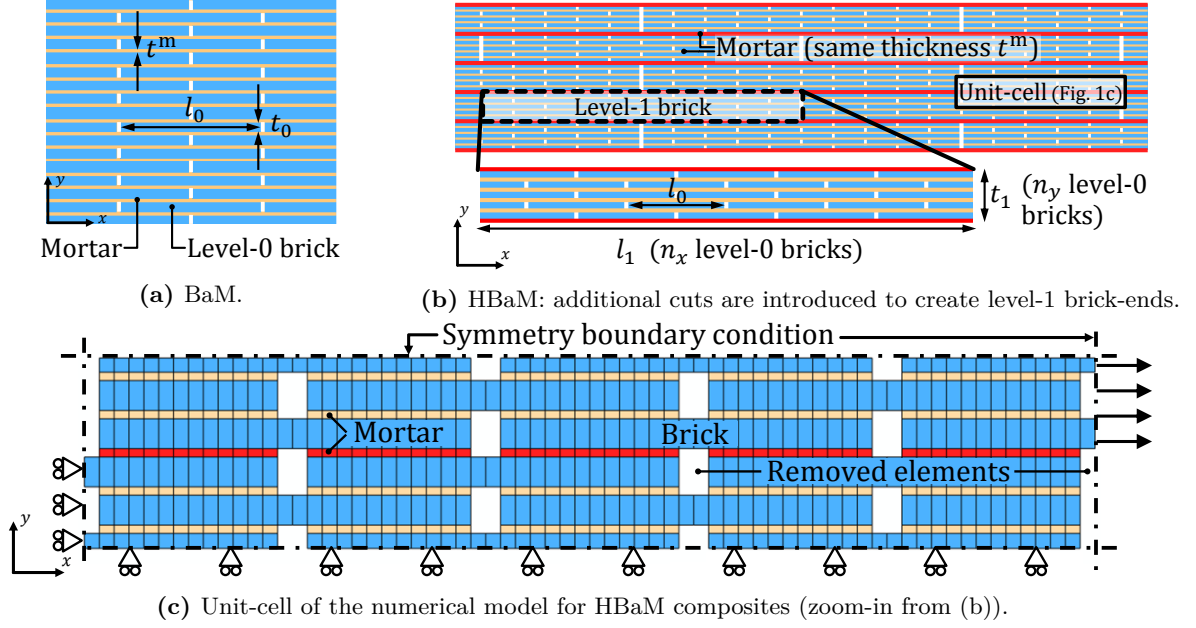 t^m
l_0
t_0
y
x
Mortar
Level-0 brick
(a) BaM.
Mortar (same thickness t^m)
Unit-cell (Fig. 1c)
Level-1 brick
l_0
t_1 (n_y level-0 bricks)
y
x
l_1 (n_x level-0 bricks)
(b) HBaM: additional cuts are introduced to create level-1 brick-ends.
Symmetry boundary condition
Mortar
Brick
Removed elements
y
x
(c) Unit-cell of the numerical model for HBaM composites (zoom-in from (b)).